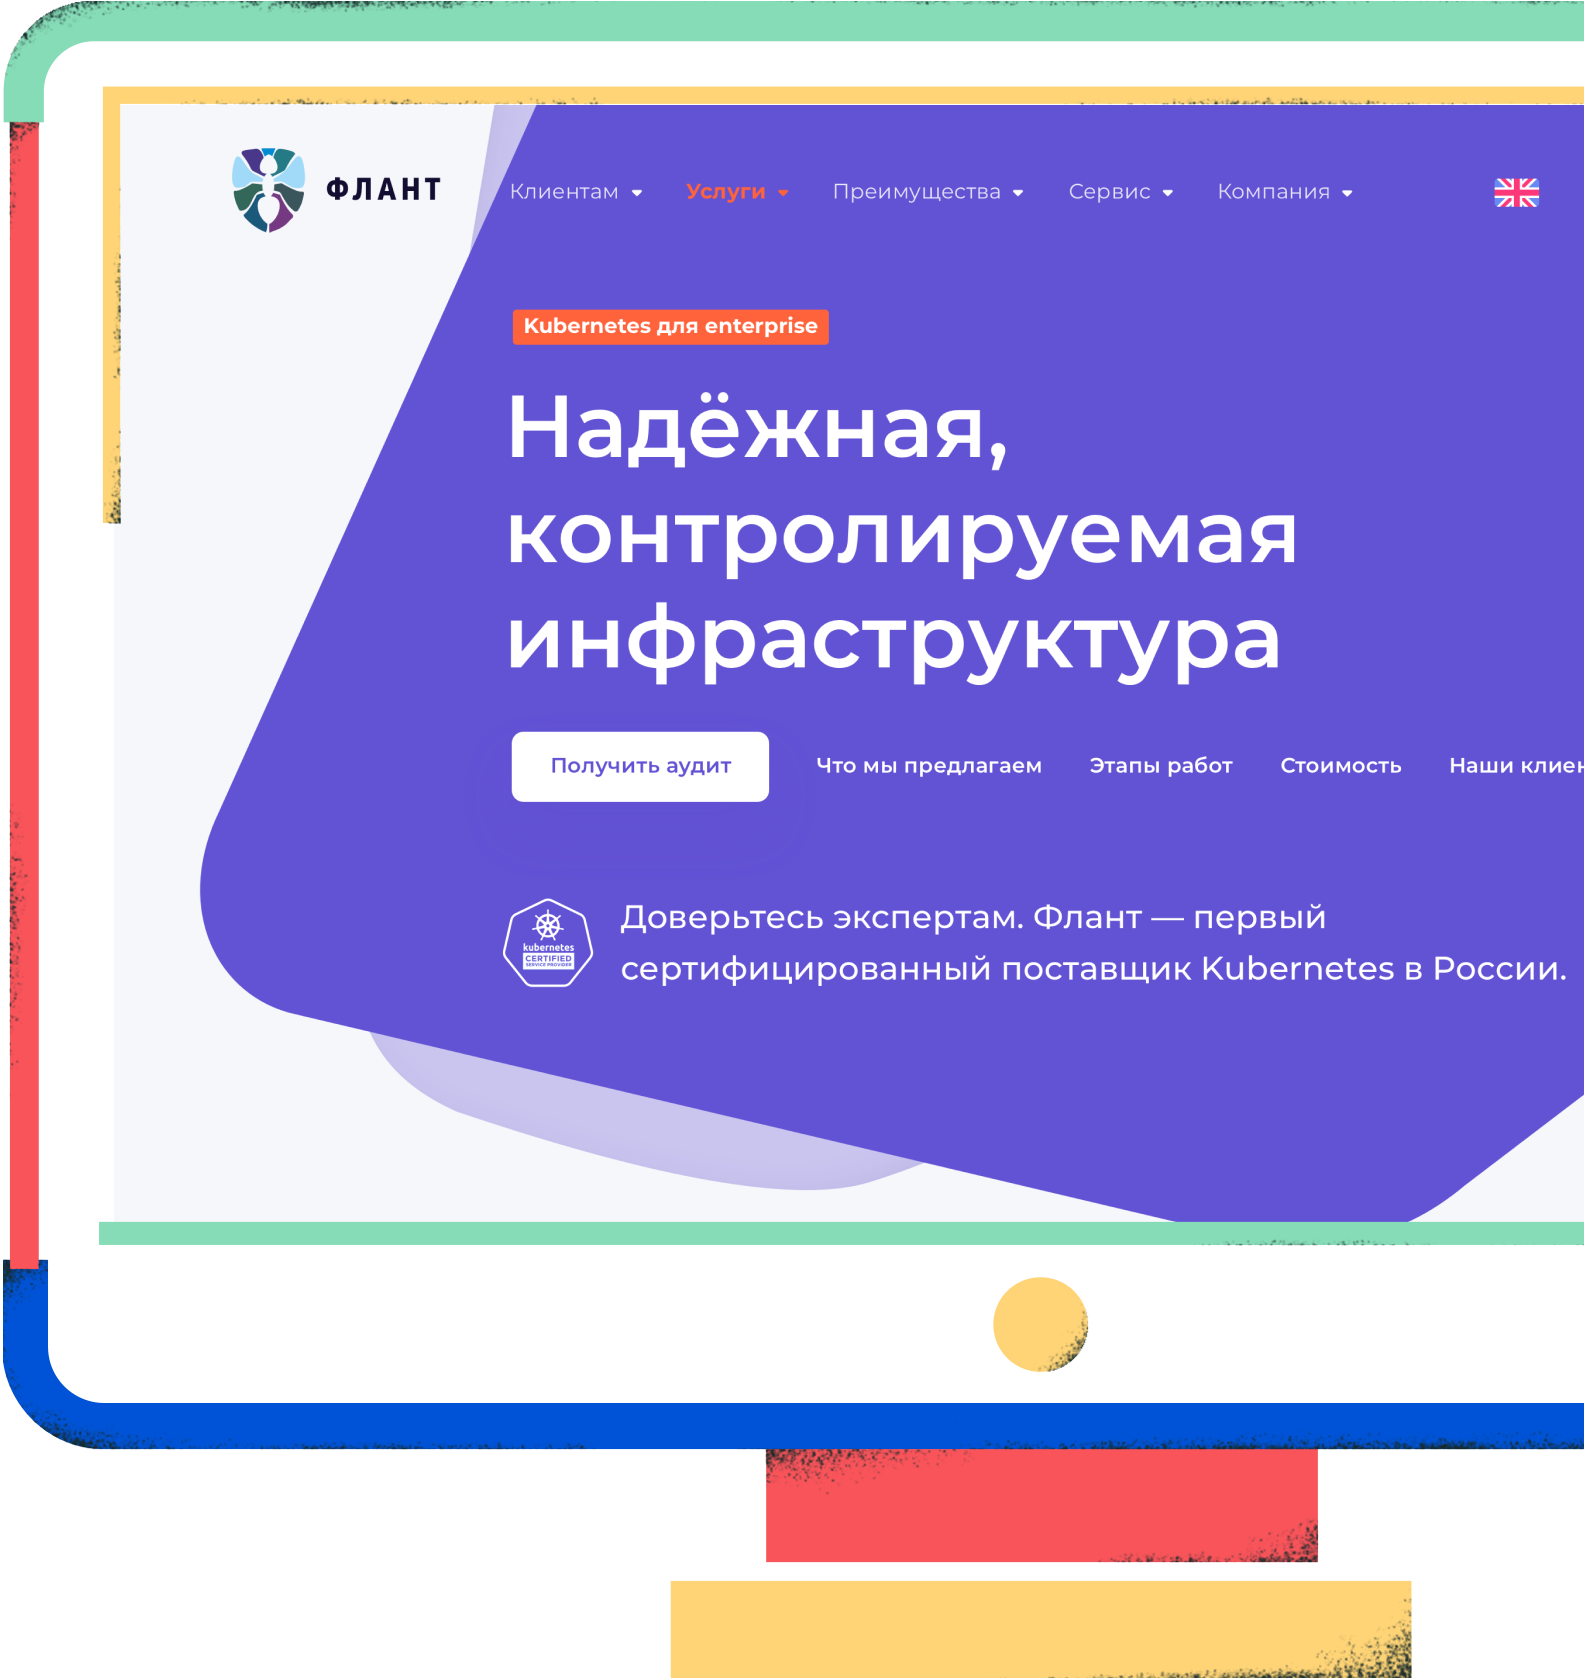 ФЛАНТ
Клиентам Услуги Преимущества Сервис Компания
Kubernetes для enterprise
Надёжная,
контролируемая
инфраструктура
Получить аудит Что мы предлагаем Этапы работ Стоимость Наши клиен
kubernetes
CERTIFIED
SERVICE PROVIDER
Доверьтесь экспертам. Флант — первый
сертифицированный поставщик Kubernetes в России.